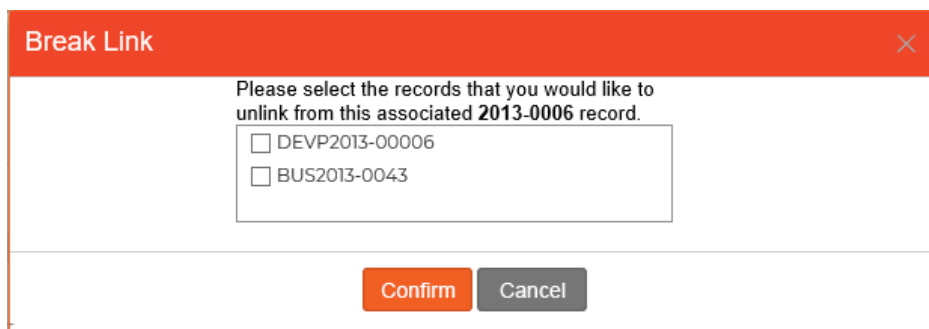 Break Link
Please select the records that you would like to
unlink from this associated 2013-0006 record.
DEVP2013-00006
BUS2013-0043
Confirm Cancel